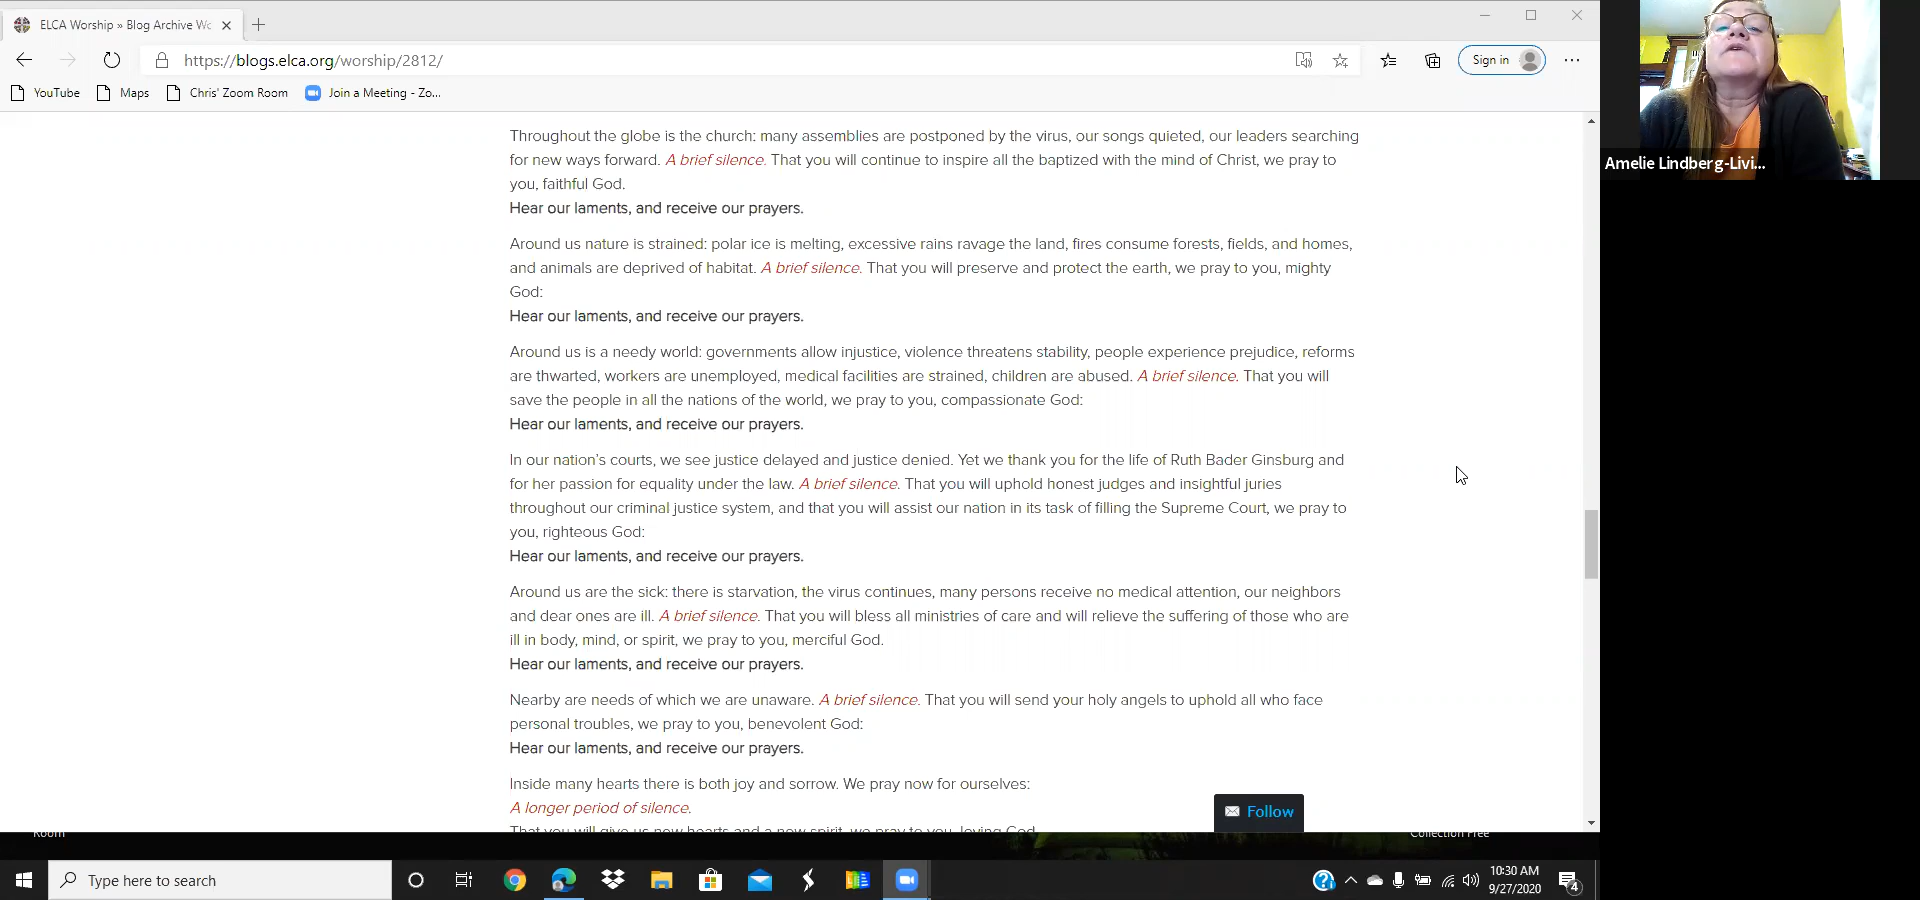 ELCA Worship » Blog Archive Wo
https://blogs.elca.org/worship/2812/
Sign in
YouTube
Maps
Chris' Zoom Room
Join a Meeting - Zo...
Amelie Lindberg-Livi...
Throughout the globe is the church: many assemblies are postponed by the virus, our songs quieted, our leaders searching
for new ways forward. A brief silence. That you will continue to inspire all the baptized with the mind of Christ, we pray to
you, faithful God.
Hear our laments, and receive our prayers.
Around us nature is strained: polar ice is melting, excessive rains ravage the land, fires consume forests, fields, and homes,
and animals are deprived of habitat. A brief silence. That you will preserve and protect the earth, we pray to you, mighty
God:
Hear our laments, and receive our prayers.
Around us is a needy world: governments allow injustice, violence threatens stability, people experience prejudice, reforms
are thwarted, workers are unemployed, medical facilities are strained, children are abused. A brief silence. That you will
save the people in all the nations of the world, we pray to you, compassionate God:
Hear our laments, and receive our prayers.
In our nation's courts, we see justice delayed and justice denied. Yet we thank you for the life of Ruth Bader Ginsburg and
for her passion for equality under the law. A brief silence. That you will uphold honest judges and insightful juries
throughout our criminal justice system, and that you will assist our nation in its task of filling the Supreme Court, we pray to
you, righteous God:
Hear our laments, and receive our prayers.
Around us are the sick: there is starvation, the virus continues, many persons receive no medical attention, our neighbors
and dear ones are ill. A brief silence. That you will bless all ministries of care and will relieve the suffering of those who are
ill in body, mind, or spirit, we pray to you, merciful God.
Hear our laments, and receive our prayers.
Nearby are needs of which we are unaware. A brief silence. That you will send your holy angels to uphold all who face
personal troubles, we pray to you, benevolent God:
Hear our laments, and receive our prayers.
Inside many hearts there is both joy and sorrow. We pray now for ourselves:
A longer period of silence.
That you will give us new hearts and a new spirit, we pray to you, loving God
Follow
Room
Collection Free
Type here to search
10:30 AM
9/27/2020
4